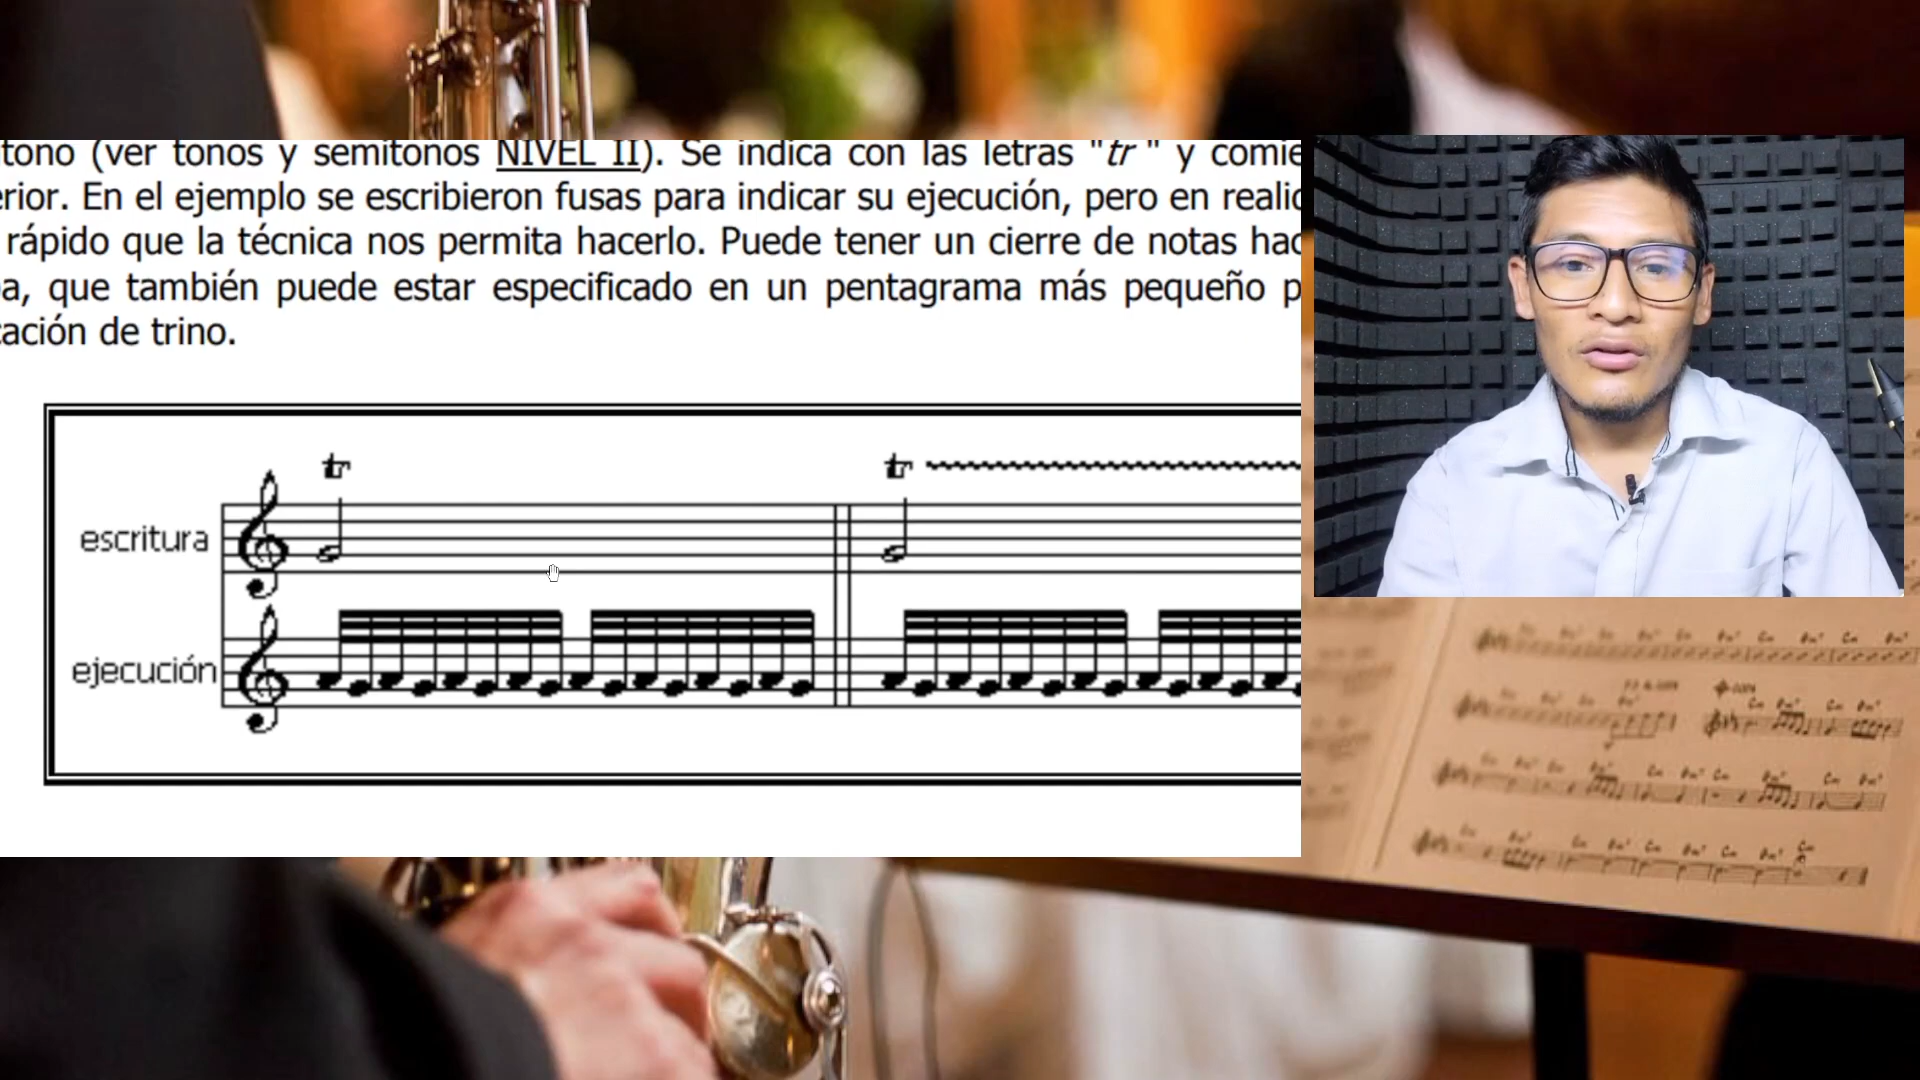 tono (ver tonos y semitonos NIVEL II). Se indica con las letras "tr " y comie
erior. En el ejemplo se escribieron fusas para indicar su ejecución, pero en realid
rápido que la técnica nos permita hacerlo. Puede tener un cierre de notas hac
a, que también puede estar especificado en un pentagrama más pequeño p
cación de trino.
tr tr
escritura
ejecución